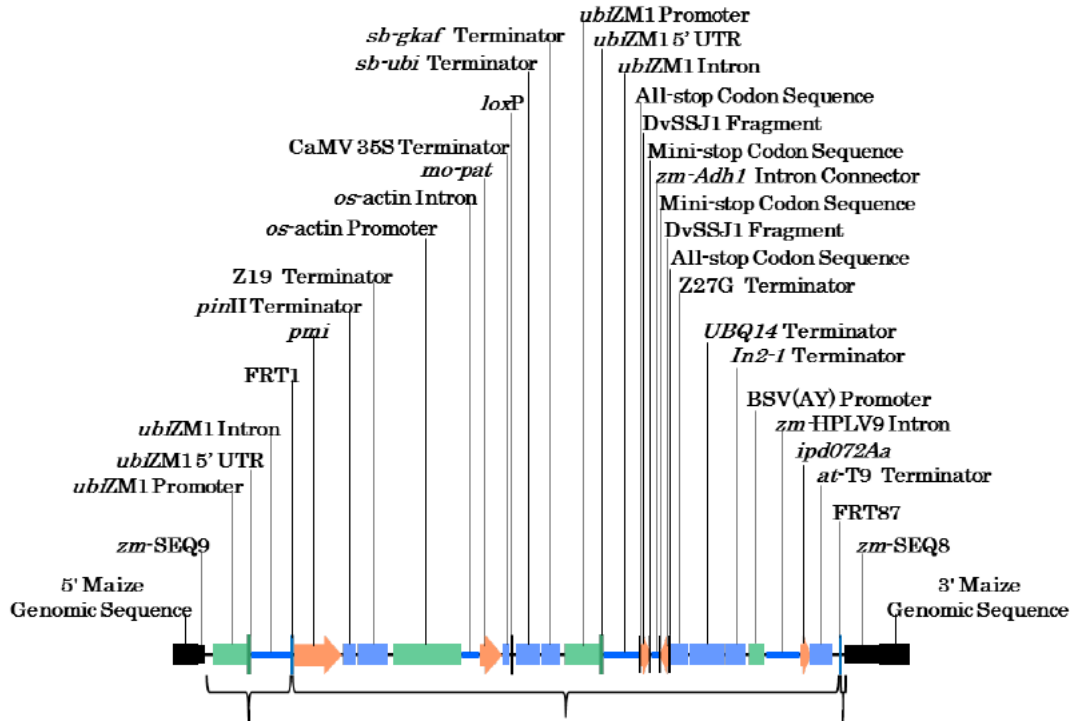 ubiZM1 Promoter
sb-gkaf Terminator
ubiZM1 5' UTR
sb-ubi Terminator
ubiZM1 Intron
loxP
All-stop Codon Sequence
DvSSJ1 Fragment
CaMV 35S Terminator
Mini-stop Codon Sequence
mo-pat
zm-Adh1 Intron Connector
os-actin Intron
Mini-stop Codon Sequence
os-actin Promoter
DvSSJ1 Fragment
All-stop Codon Sequence
Z19 Terminator
Z27G Terminator
pinII Terminator
pmi
UBQ14 Terminator
In2-1 Terminator
FRT1
BSV(AY) Promoter
ubiZM1 Intron
zm-HPLV9 Intron
ipd072Aa
ubiZM1 5' UTR
at-T9 Terminator
ubiZM1 Promoter
FRT87
zm-SEQ9
zm-SEQ8
5' Maize
Genomic Sequence
3' Maize
Genomic Sequence